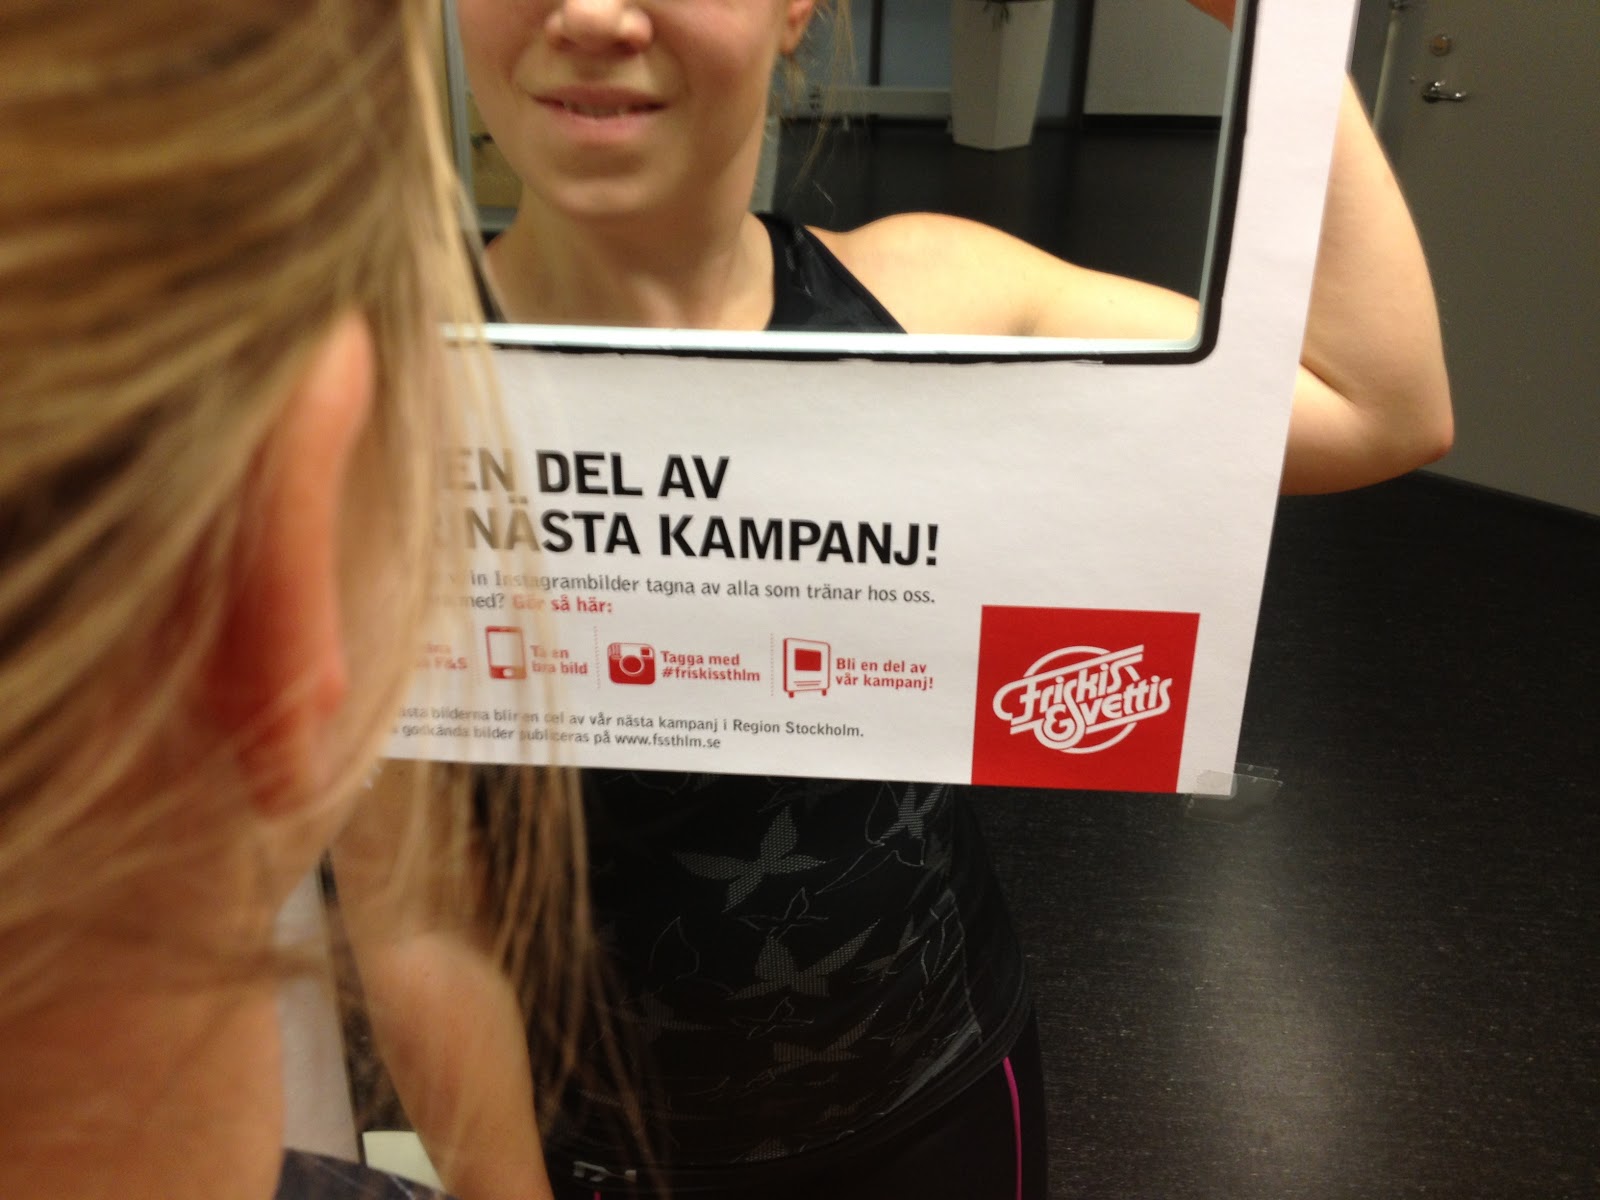 EN DEL AV
NÄSTA KAMPANJ!
in Instagrambilder tagna av alla som tränar hos oss.
med? Gör så här:
F&S
Ta en
bra bild
Tagga med
#friskissthlm
Bli en del av
vår kampanj!
bilderna blir en del av vår nästa kampanj i Region Stockholm.
godkända bilder publiceras på www.fssthlm.se
Friskis
&Svettis